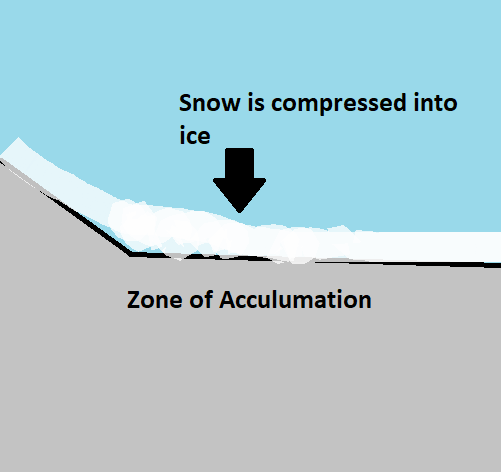 Snow is compressed into
ice
Zone of Acculumation